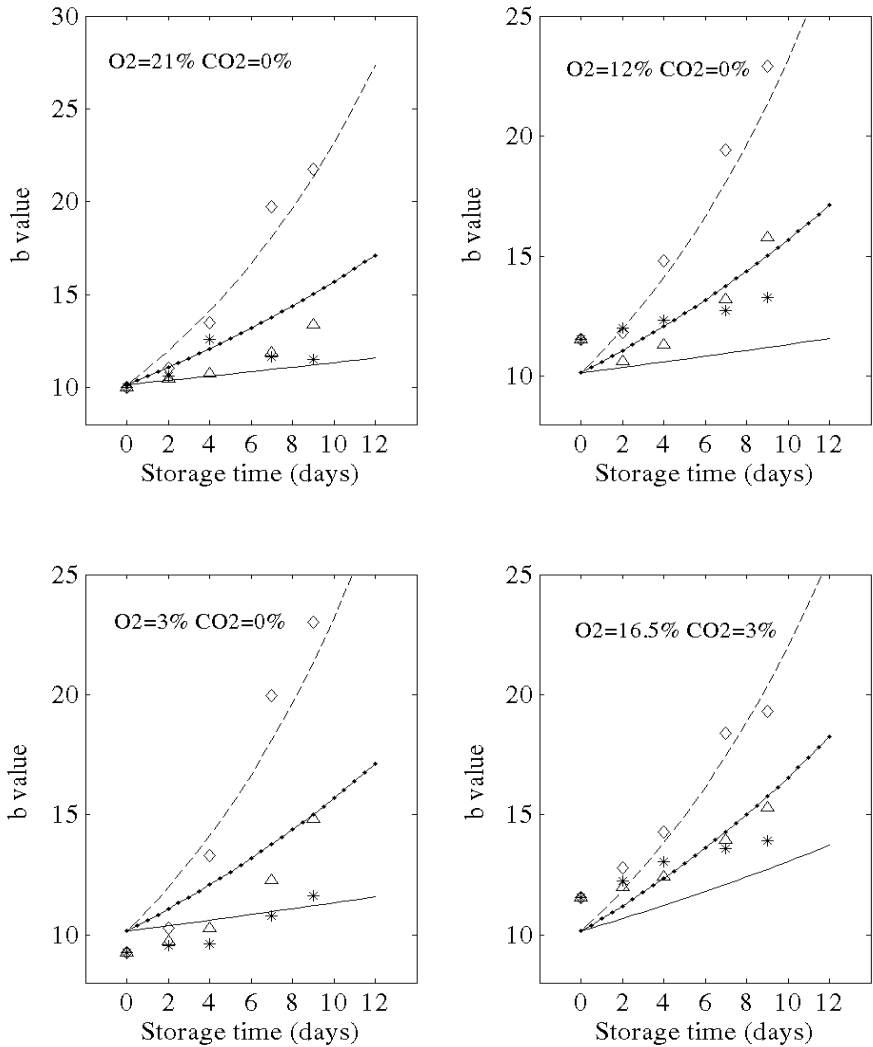 30
25
20
15
10
b value
O2=21% CO2=0%
0 2 4 6 8 10 12
Storage time (days)
25
20
15
10
b value
O2=12% CO2=0%
0 2 4 6 8 10 12
Storage time (days)
25
20
15
10
b value
O2=3% CO2=0%
0 2 4 6 8 10 12
Storage time (days)
25
20
15
10
b value
O2=16.5% CO2=3%
0 2 4 6 8 10 12
Storage time (days)